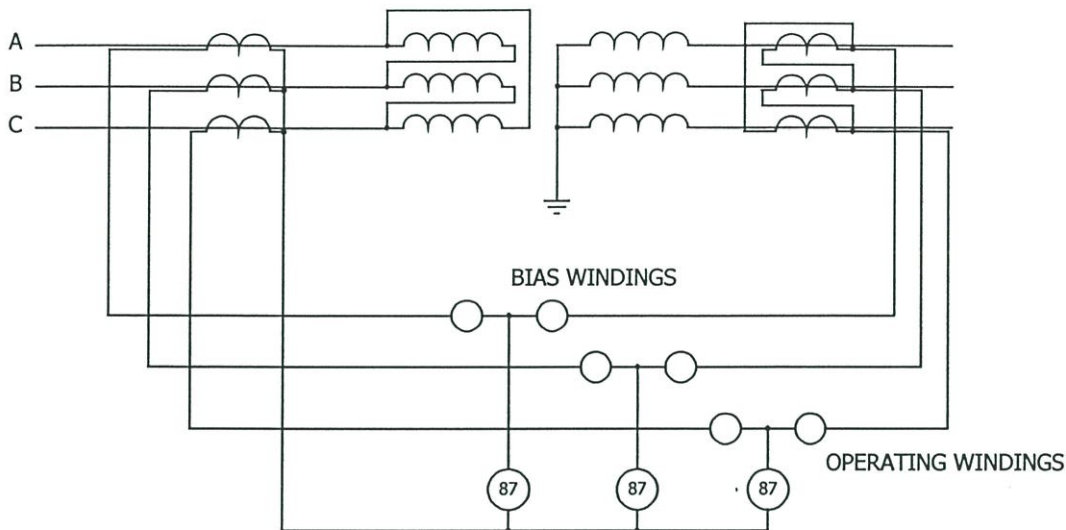 A
B
C
BIAS WINDINGS
OPERATING WINDINGS
87 87 87